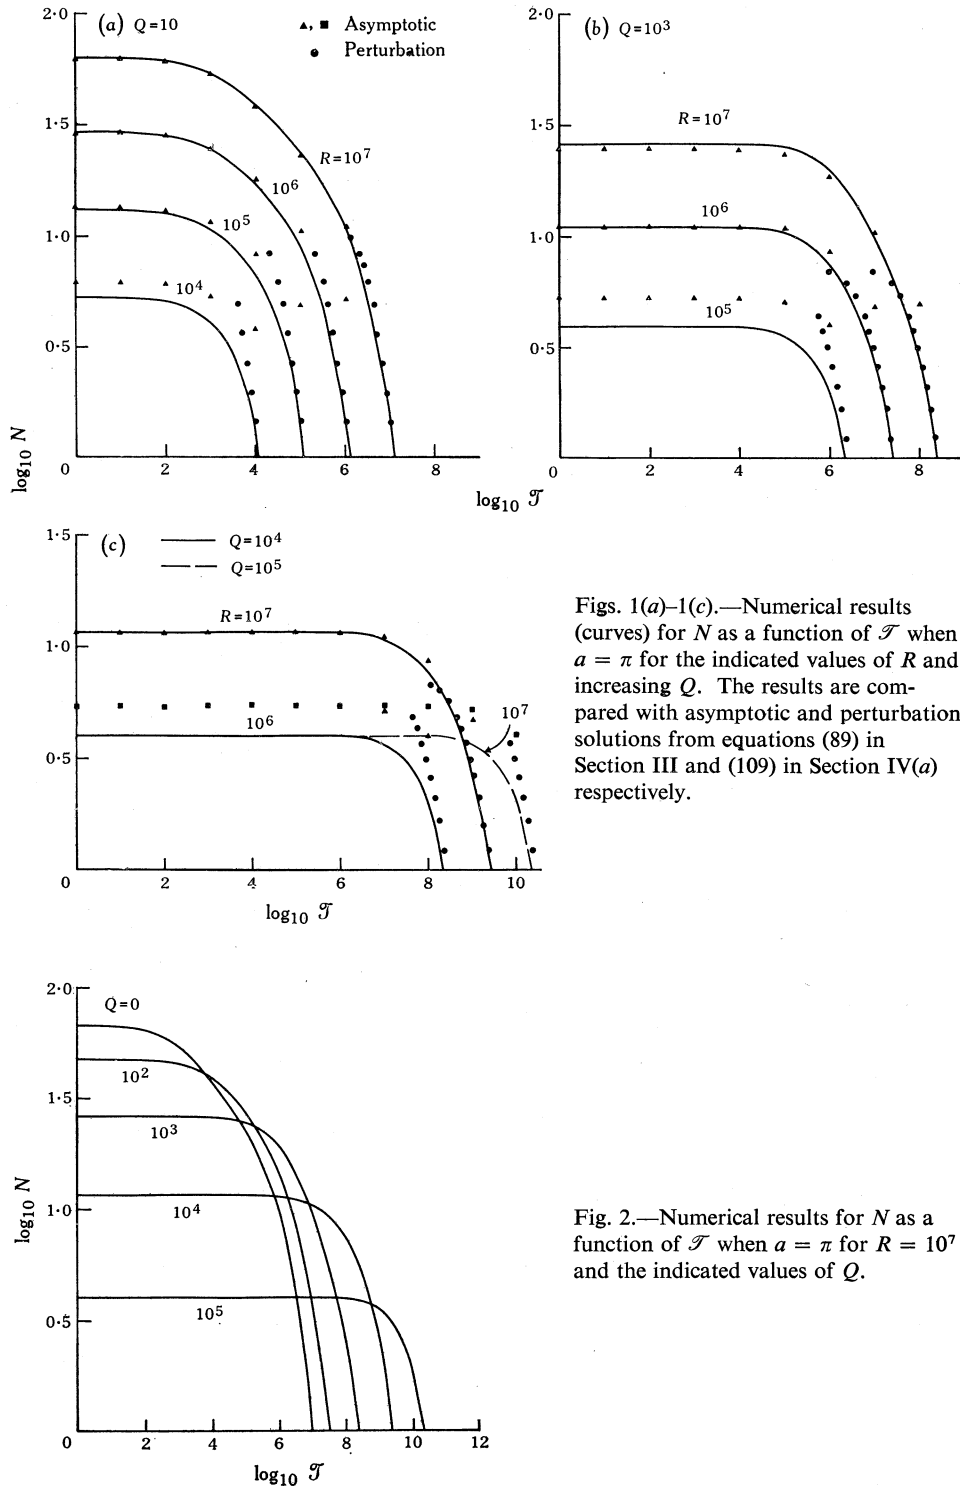 2·0
(a) Q=10
▲, ■ Asymptotic
● Perturbation
1·5
R=10⁷
10⁶
10⁵
1·0
10⁴
0·5
0 2 4 6 8
log₁₀ N
2·0
(b) Q=10³
1·5
R=10⁷
10⁶
1·0
10⁵
0·5
0 2 4 6 8
log₁₀ 𝒯
1·5
(c)
Q=10⁴
Q=10⁵
R=10⁷
1·0
10⁶
10⁷
0·5
0 2 4 6 8 10
log₁₀ 𝒯
Figs. 1(a)–1(c).—Numerical results
(curves) for N as a function of 𝒯 when
a = π for the indicated values of R and
increasing Q. The results are com-
pared with asymptotic and perturbation
solutions from equations (89) in
Section III and (109) in Section IV(a)
respectively.
2·0
Q=0
10²
1·5
10³
1·0
10⁴
10⁵
0·5
0 2 4 6 8 10 12
log₁₀ N
log₁₀ 𝒯
Fig. 2.—Numerical results for N as a
function of 𝒯 when a = π for R = 10⁷
and the indicated values of Q.